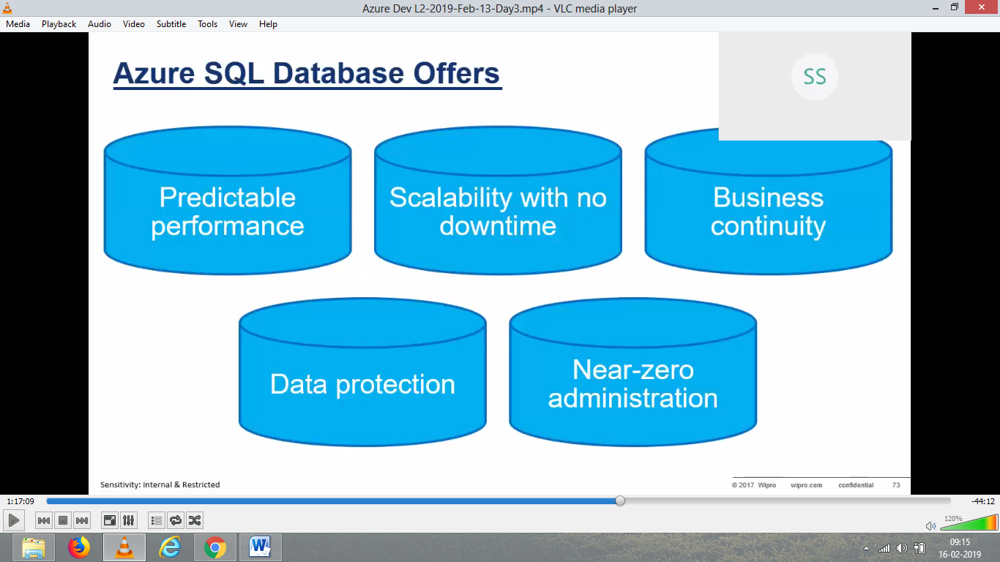 Azure Dev L2-2019-Feb-13-Day3.mp4 - VLC media player
Media Playback Audio Video Subtitle Tools View Help
Azure SQL Database Offers
SS
Predictable
performance
Scalability with no
downtime
Business
continuity
Data protection
Near-zero
administration
Sensitivity: Internal & Restricted
© 2017 Wipro wipro.com confidential 73
1:17:09
-44:12
120%
09:15
16-02-2019